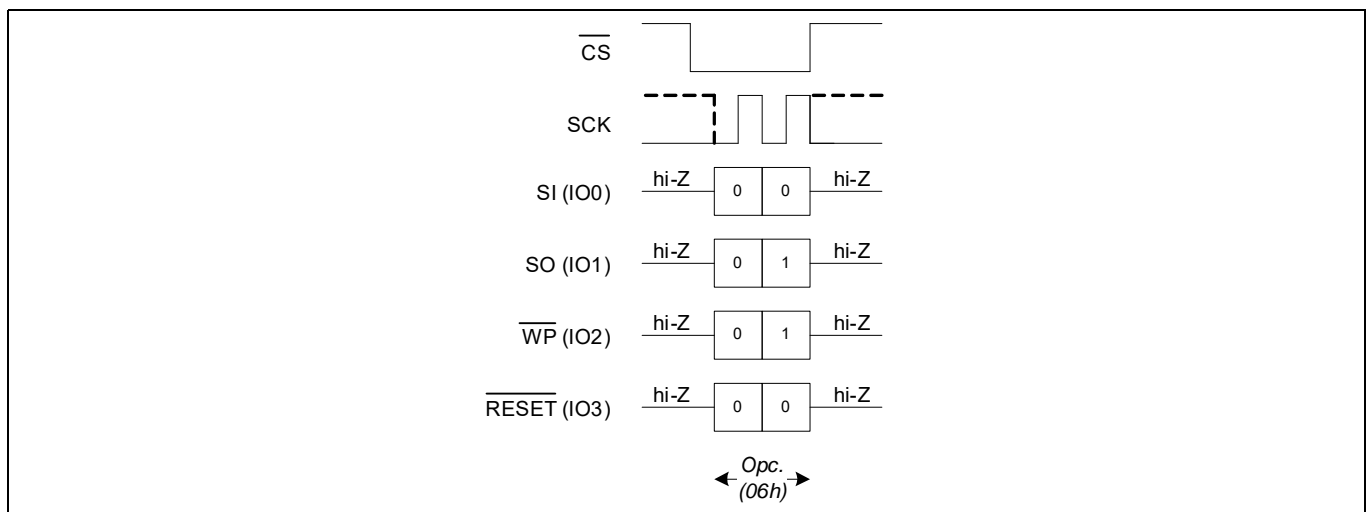 CS
SCK
SI (IO0) hi-Z 0 0 hi-Z
SO (IO1) hi-Z 0 1 hi-Z
WP (IO2) hi-Z 0 1 hi-Z
RESET (IO3) hi-Z 0 0 hi-Z
Opc.
(06h)